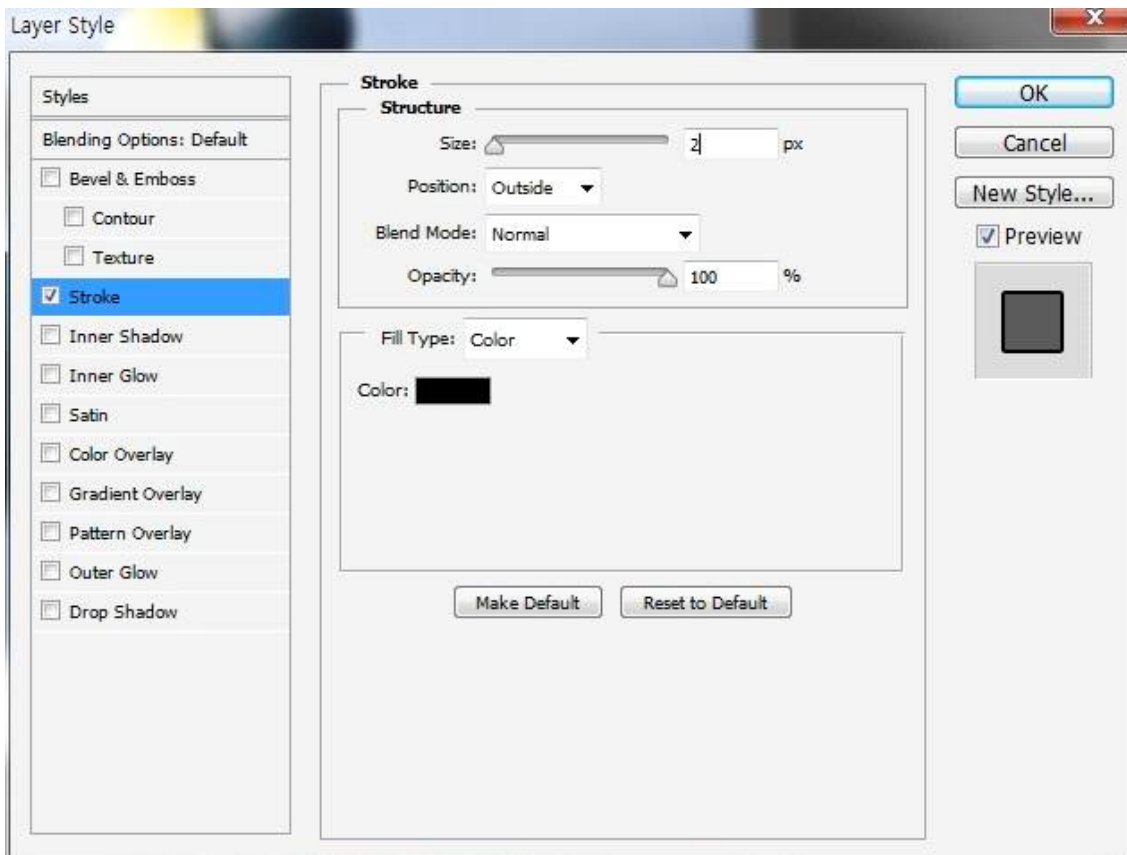 Layer Style
Styles
Blending Options: Default
Bevel & Emboss
Contour
Texture
Stroke
Inner Shadow
Inner Glow
Satin
Color Overlay
Gradient Overlay
Pattern Overlay
Outer Glow
Drop Shadow
Stroke
Structure
Size: 2 px
Position: Outside
Blend Mode: Normal
Opacity: 100 %
Fill Type: Color
Color:
Make Default Reset to Default
OK
Cancel
New Style...
Preview